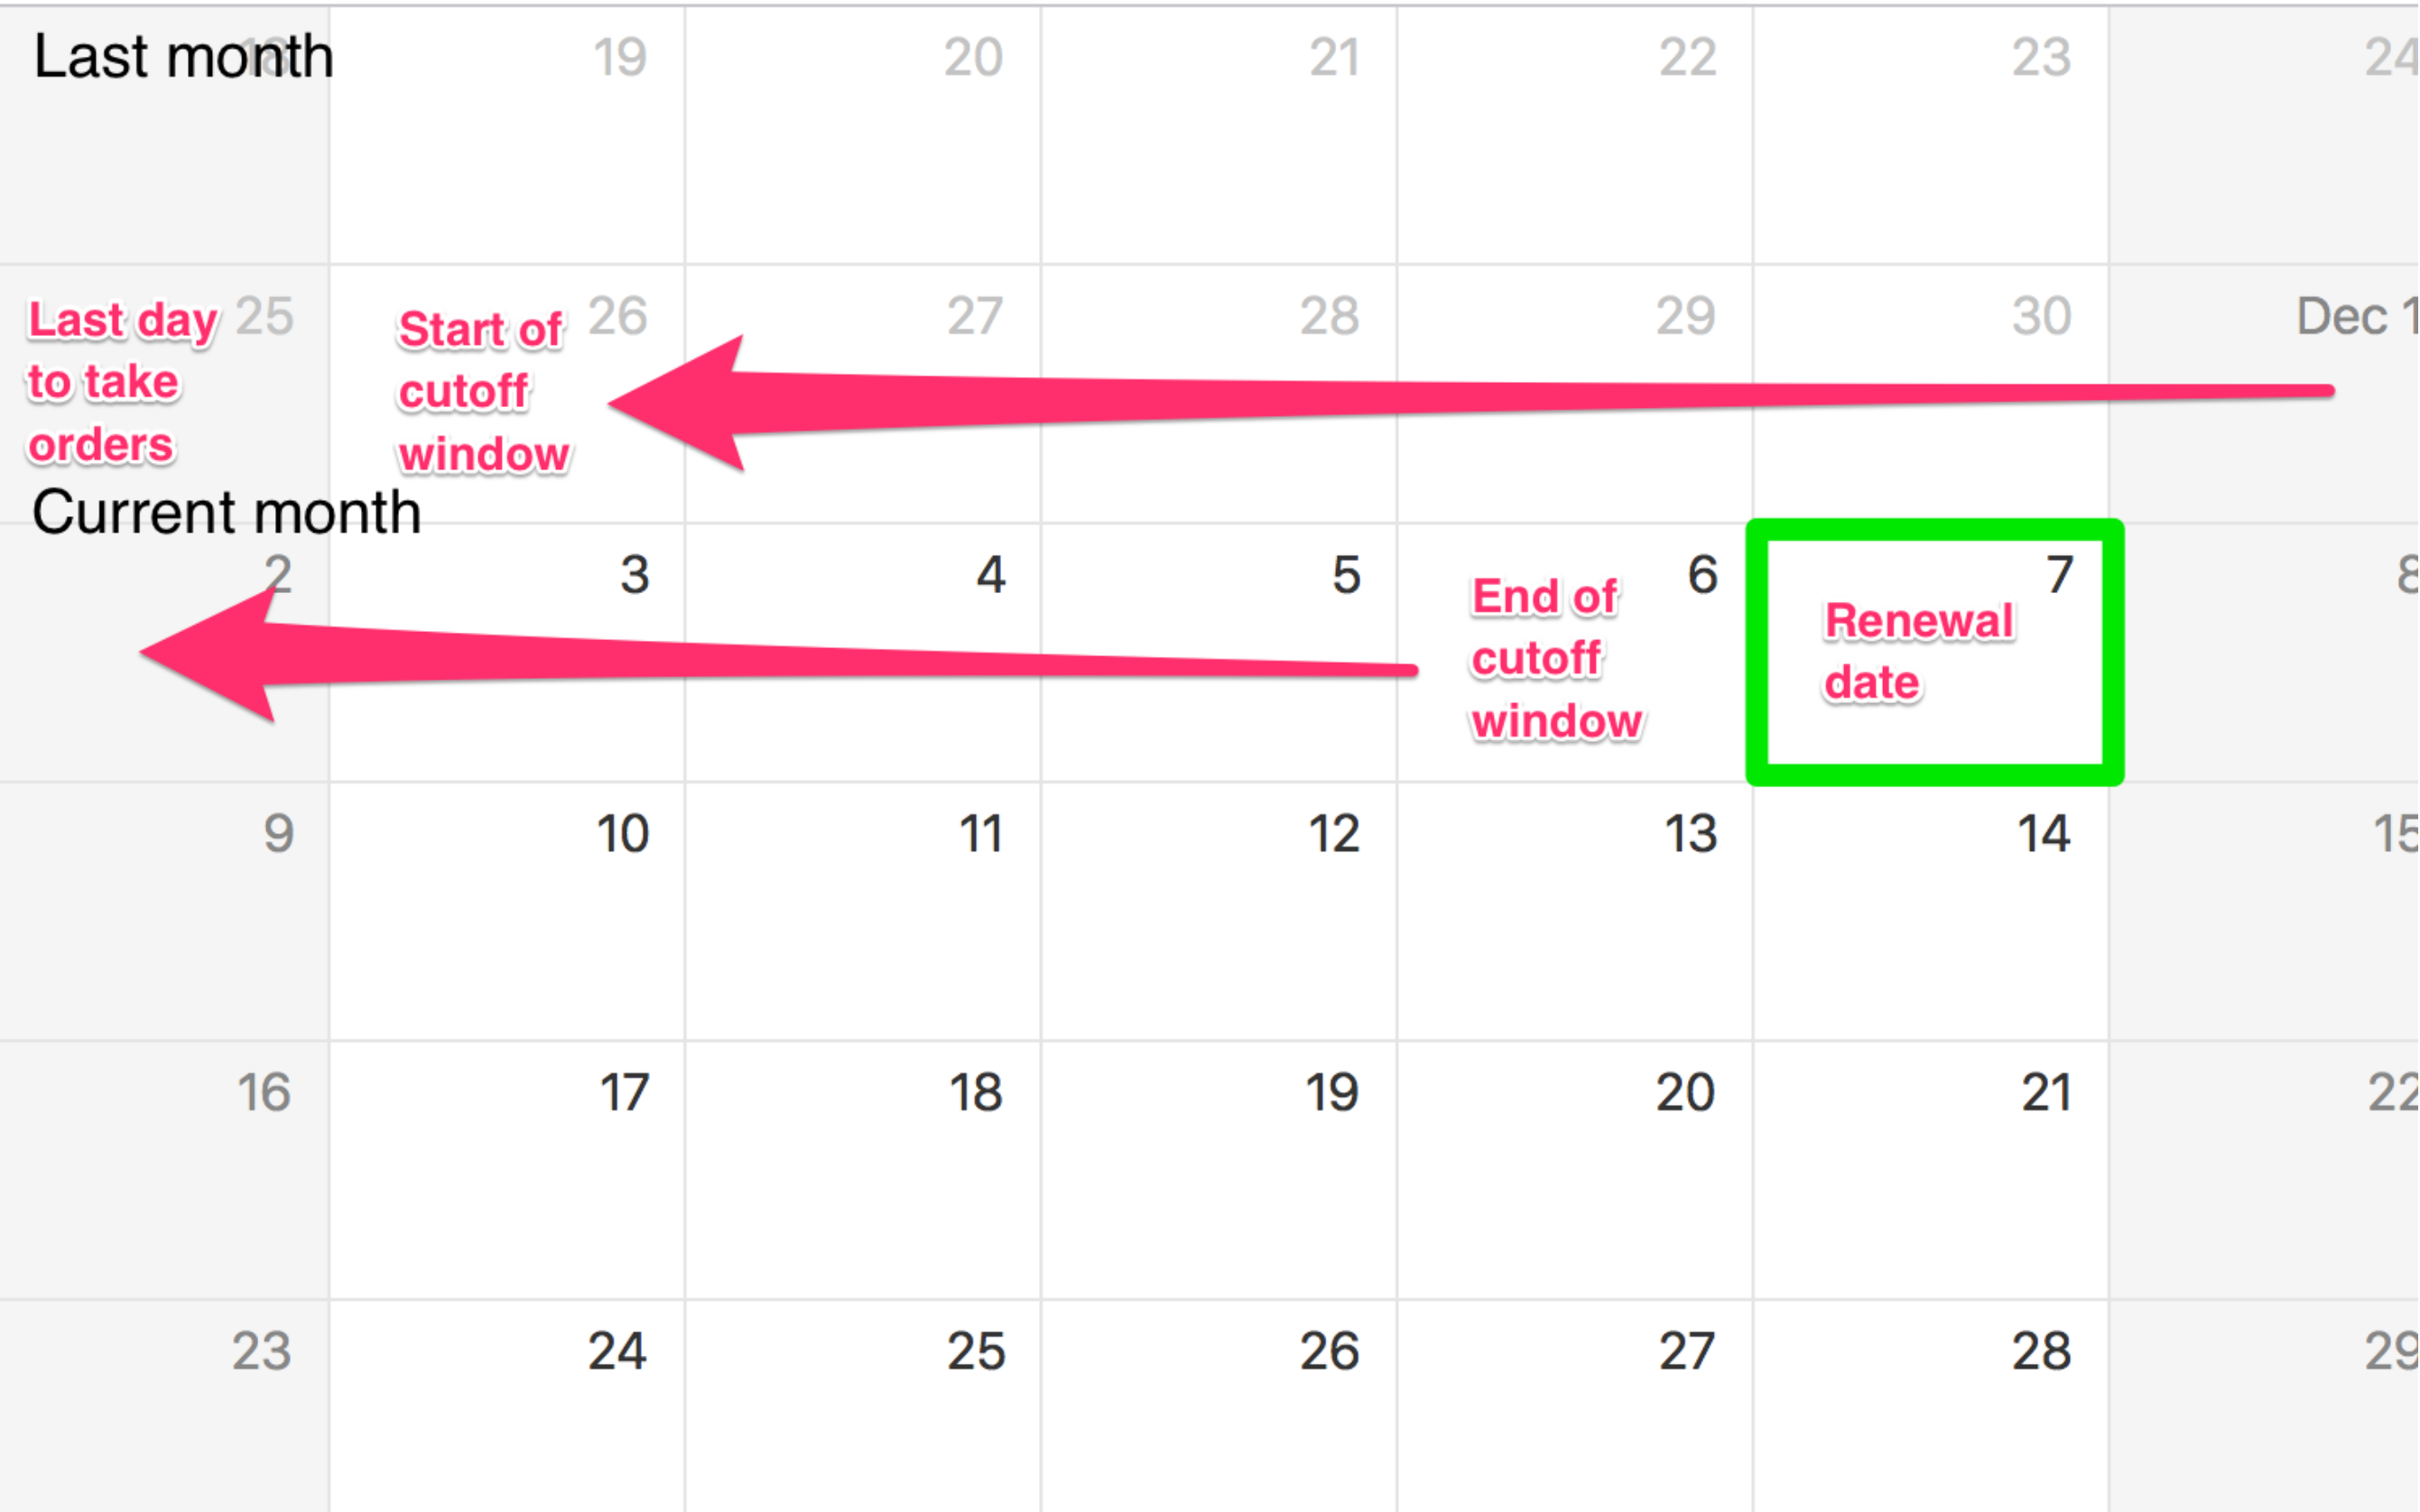 Last month
18 19 20 21 22 23 24
Last day 25 Start of 26 27 28 29 30 Dec 1
to take cutoff
orders window
Current month
2 3 4 5 End of 6 Renewal 7 8
cutoff date
window
9 10 11 12 13 14 15
16 17 18 19 20 21 22
23 24 25 26 27 28 29